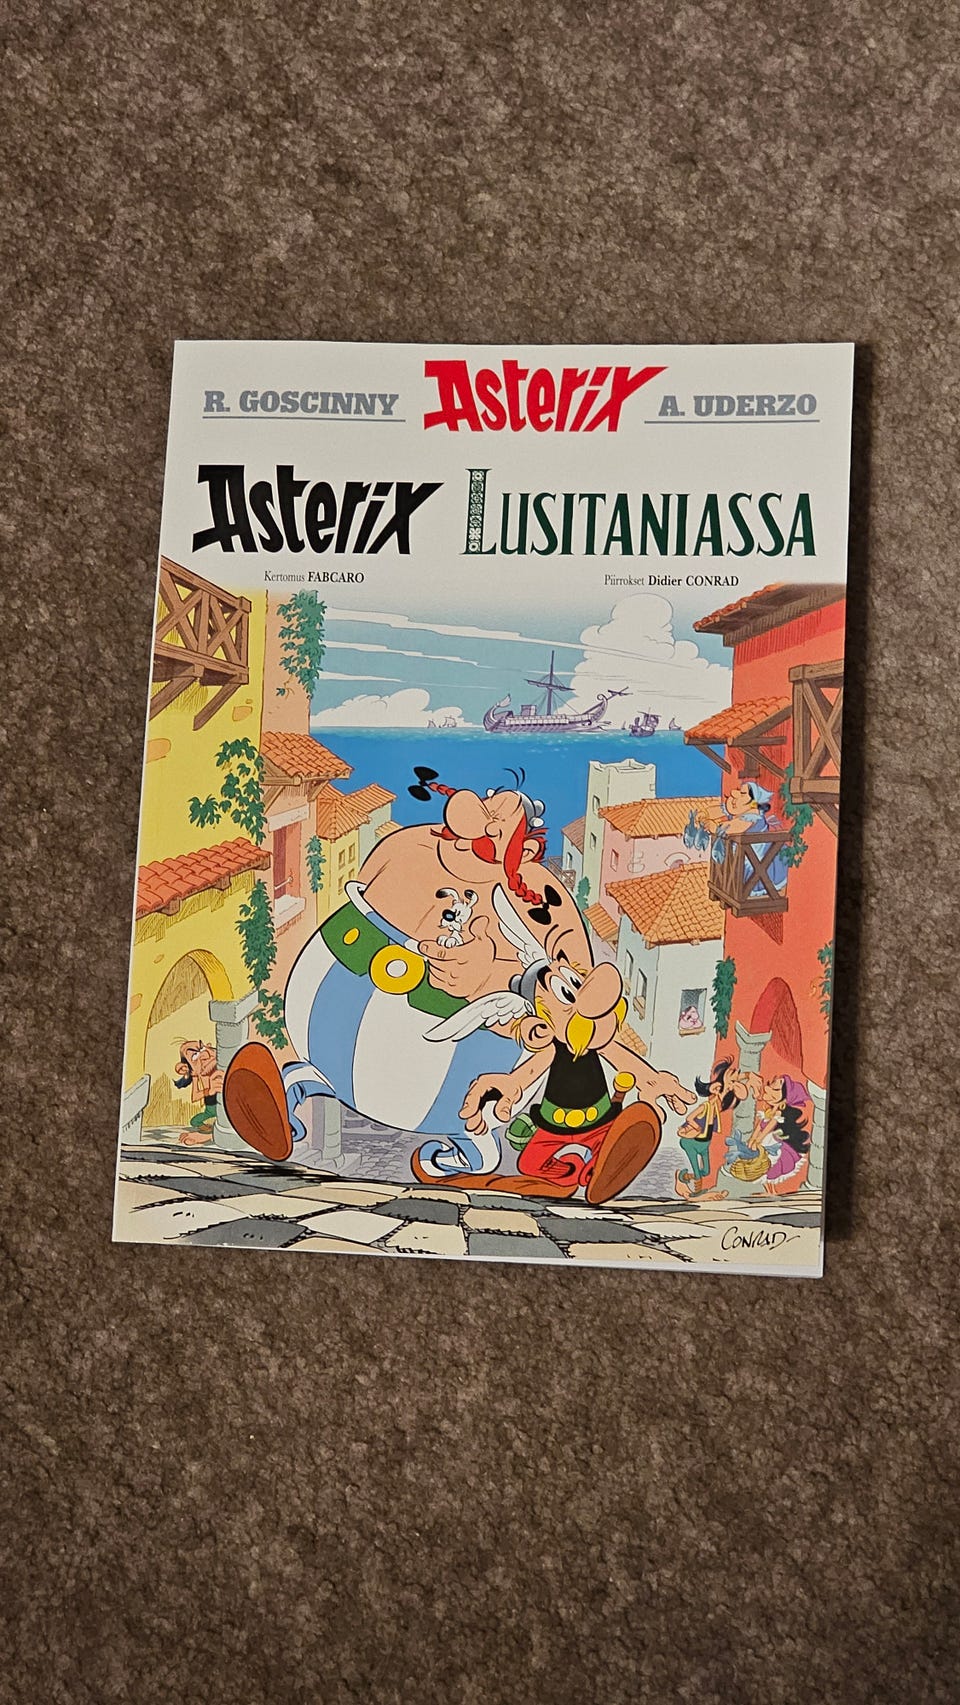 R. GOSCINNY Asterix A. UDERZO
Asterix LUSITANIASSA
Kertomus FABCARO Piirrokset Didier CONRAD
CONRAD